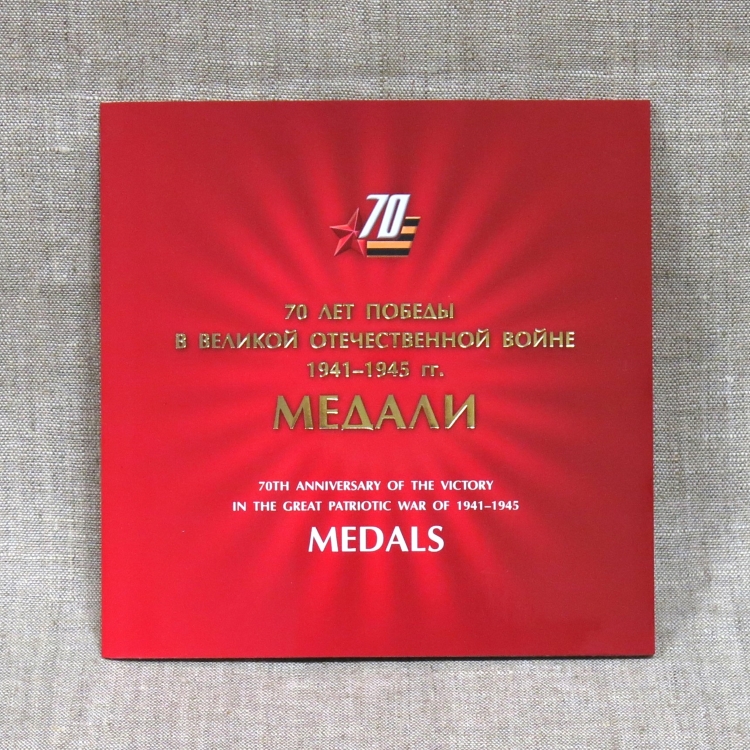 70
70 ЛЕТ ПОБЕДЫ
В ВЕЛИКОЙ ОТЕЧЕСТВЕННОЙ ВОЙНЕ
1941–1945 гг.
МЕДАЛИ
70TH ANNIVERSARY OF THE VICTORY
IN THE GREAT PATRIOTIC WAR OF 1941–1945
MEDALS